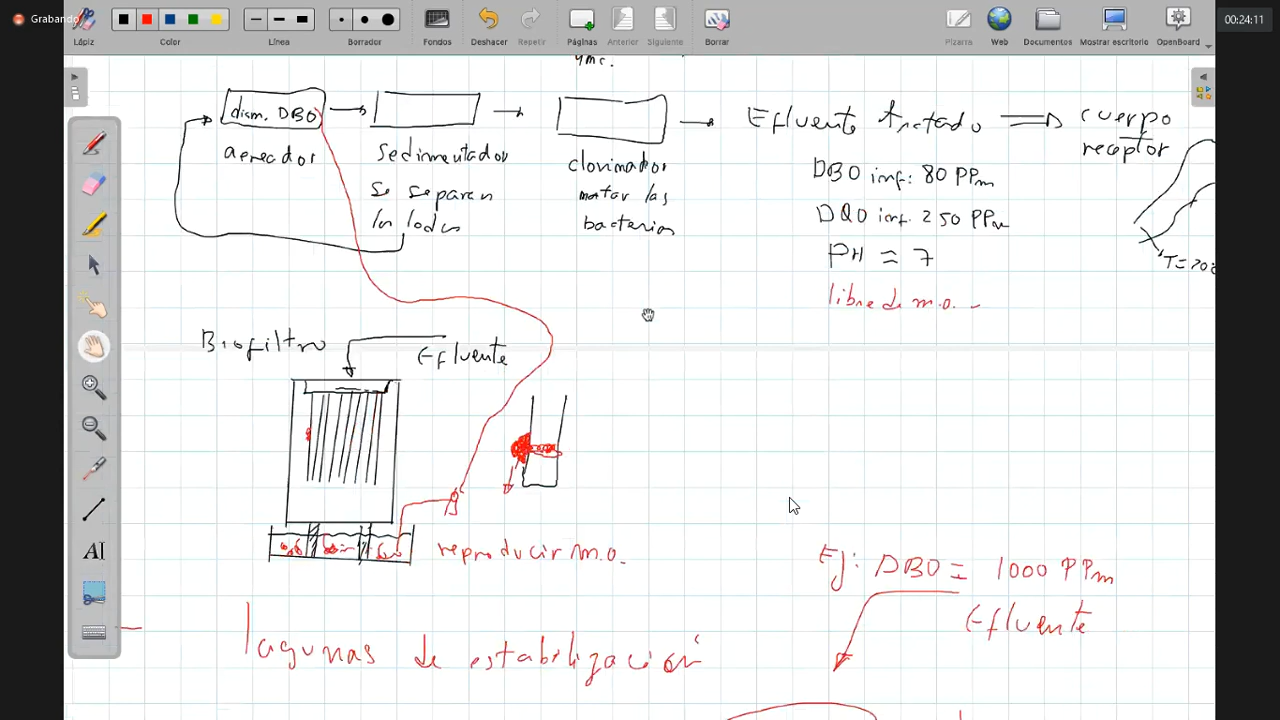 Grabando
00:24:11
Lápiz
Color
Línea
Borrador
Fondos
Deshacer
Repetir
Páginas
Anterior
Siguiente
Borrar
Pizarra
Web
Documentos
Mostrar escritorio
OpenBoard
ymc.
dism. DBO
aereador
Sedimentador
Se separan
los lodos
clorinador
matar las
bacterias
Efluente tratado
cuerpo
receptor
DBO inf: 80 PPm
DQO inf. 250 PPm
PH ≈ 7
libre de m.o.
Biofiltro
Efluente
reproducir m.o.
Ej: DBO = 1000 PPm
Efluente
lagunas de estabilización